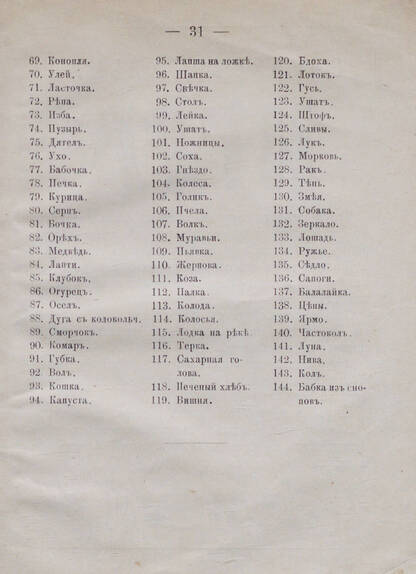 — 31 —
69. Конопля.
70. Улей.
71. Ласточка.
72. Рѣпа.
73. Изба.
74. Пузырь.
75. Дятелъ.
76. Ухо.
77. Бабочка.
78. Печка.
79. Курица.
80. Серпъ.
81. Бочка.
82. Орѣхъ.
83. Медвѣдь.
84. Лапти.
85. Клубокъ.
86. Огурецъ.
87. Оселъ.
88. Дуга съ колокольч.
89. Сморчокъ.
90. Комаръ.
91. Губка.
92 Волъ.
93. Кошка.
94. Капуста.
95. Лапша на ложкѣ.
96. Шапка.
97. Свѣчка.
98. Столъ.
99. Лейка.
100. Ушатъ.
101. Ножницы.
102. Соха.
103. Гнѣздо.
104. Колеса.
105. Голикъ.
106. Пчела.
107. Волкъ.
108. Муравьи.
109. Пьявка.
110. Жернова.
111. Коза.
112. Палка.
113. Колода.
114. Колосья.
115. Лодка на рѣкѣ.
116. Терка.
117. Сахарная го-
лова.
118. Печеный хлѣбъ.
119. Вишня.
120. Бдоха.
121. Лотокъ.
122. Гусь.
123. Ушатъ.
124. Штофъ.
125. Сливы.
126. Лукъ.
127. Морковь.
128. Ракъ.
129. Тѣнь.
130. Змѣя.
131. Собака.
132. Зеркало.
133. Лошадь.
134. Ружье.
135. Сѣдло.
136. Сапоги.
137. Балалайка.
138. Цѣпы.
139. Ярмо.
140. Частоколъ.
141. Луна.
142. Нива.
143. Колъ.
144. Бабка изъ сно-
повъ.